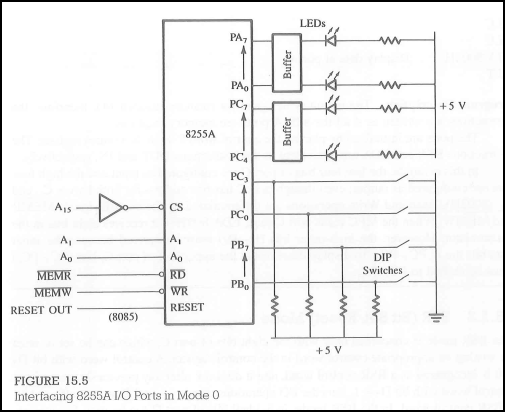 LEDs
PA7
Buffer
PA0
PC7
+5 V
Buffer
8255A
PC4
PC3
A15
CS
PC0
A1
A1
PB7
A0
A0
DIP
Switches
MEMR
RD
MEMW
WR
PB0
RESET OUT
RESET
(8085)
+5 V
FIGURE 15.5
Interfacing 8255A I/O Ports in Mode 0